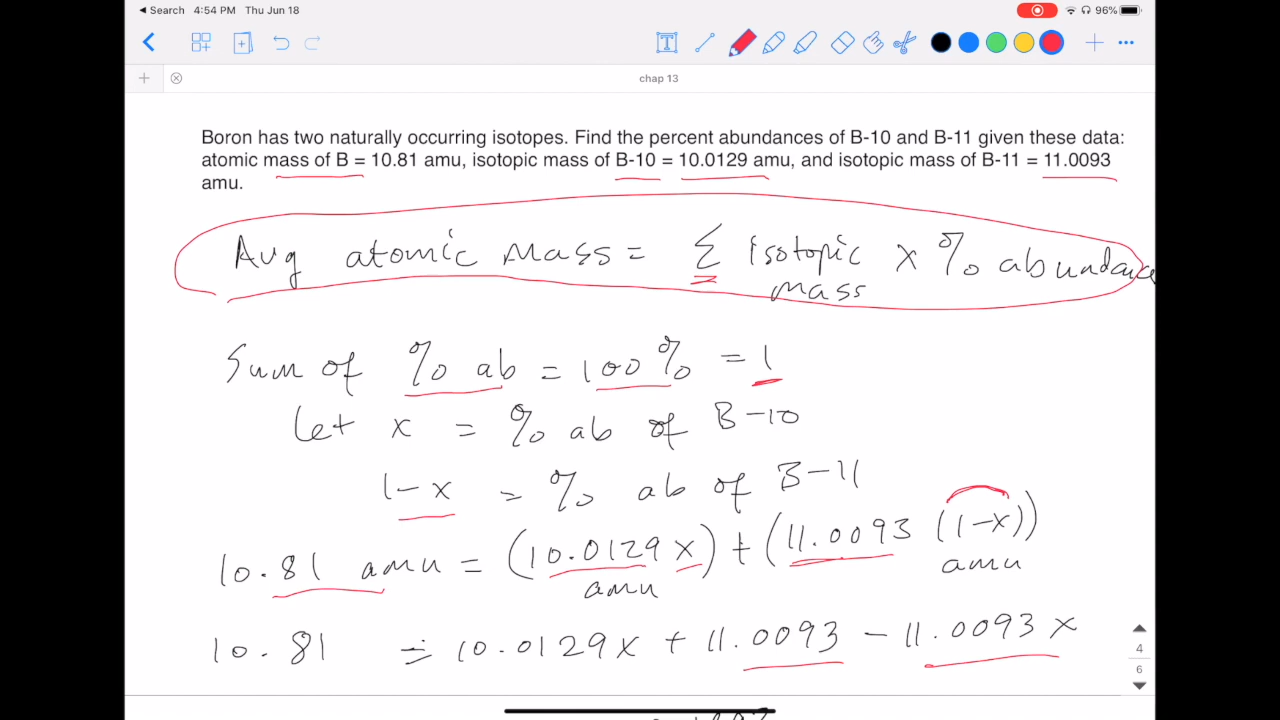 Search 4:54 PM Thu Jun 18 96%
chap 13
Boron has two naturally occurring isotopes. Find the percent abundances of B-10 and B-11 given these data:
atomic mass of B = 10.81 amu, isotopic mass of B-10 = 10.0129 amu, and isotopic mass of B-11 = 11.0093
amu.
Avg atomic mass = Σ isotopic x % abundance
mass
Sum of % ab = 100% = 1
Let x = % ab of B-10
1-x = % ab of B-11
10.81 amu = (10.0129 x) + (11.0093 (1-x))
amu amu
10.81 = 10.0129x + 11.0093 - 11.0093 x
4
6